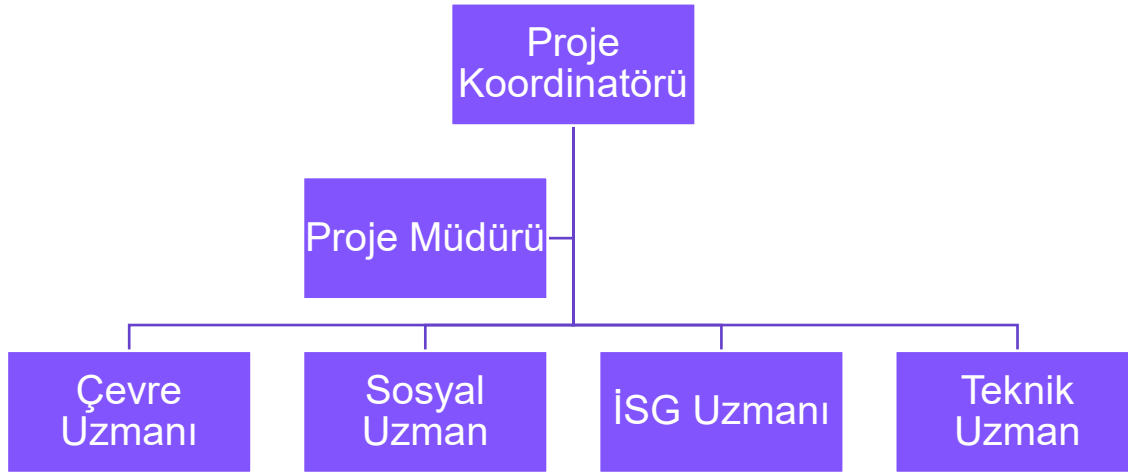 Proje
Koordinatörü
Proje Müdürü
Çevre
Uzmanı
Sosyal
Uzman
İSG Uzmanı
Teknik
Uzman